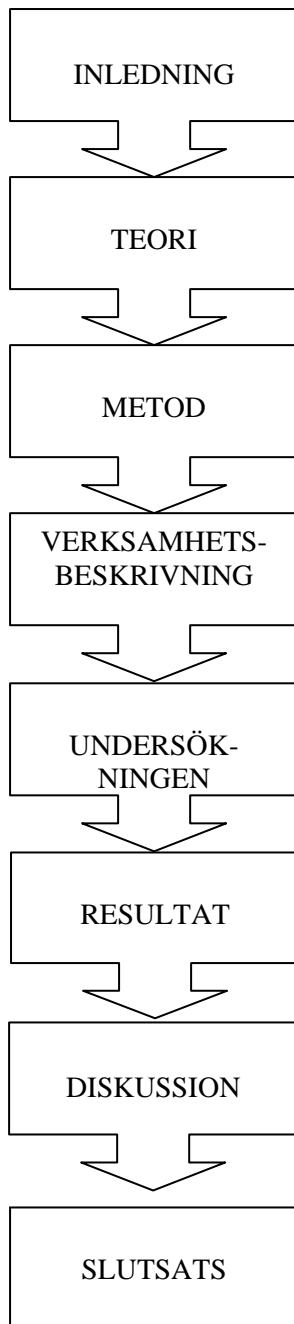 INLEDNING
TEORI
METOD
VERKSAMHETS-
BESKRIVNING
UNDERSÖK-
NINGEN
RESULTAT
DISKUSSION
SLUTSATS